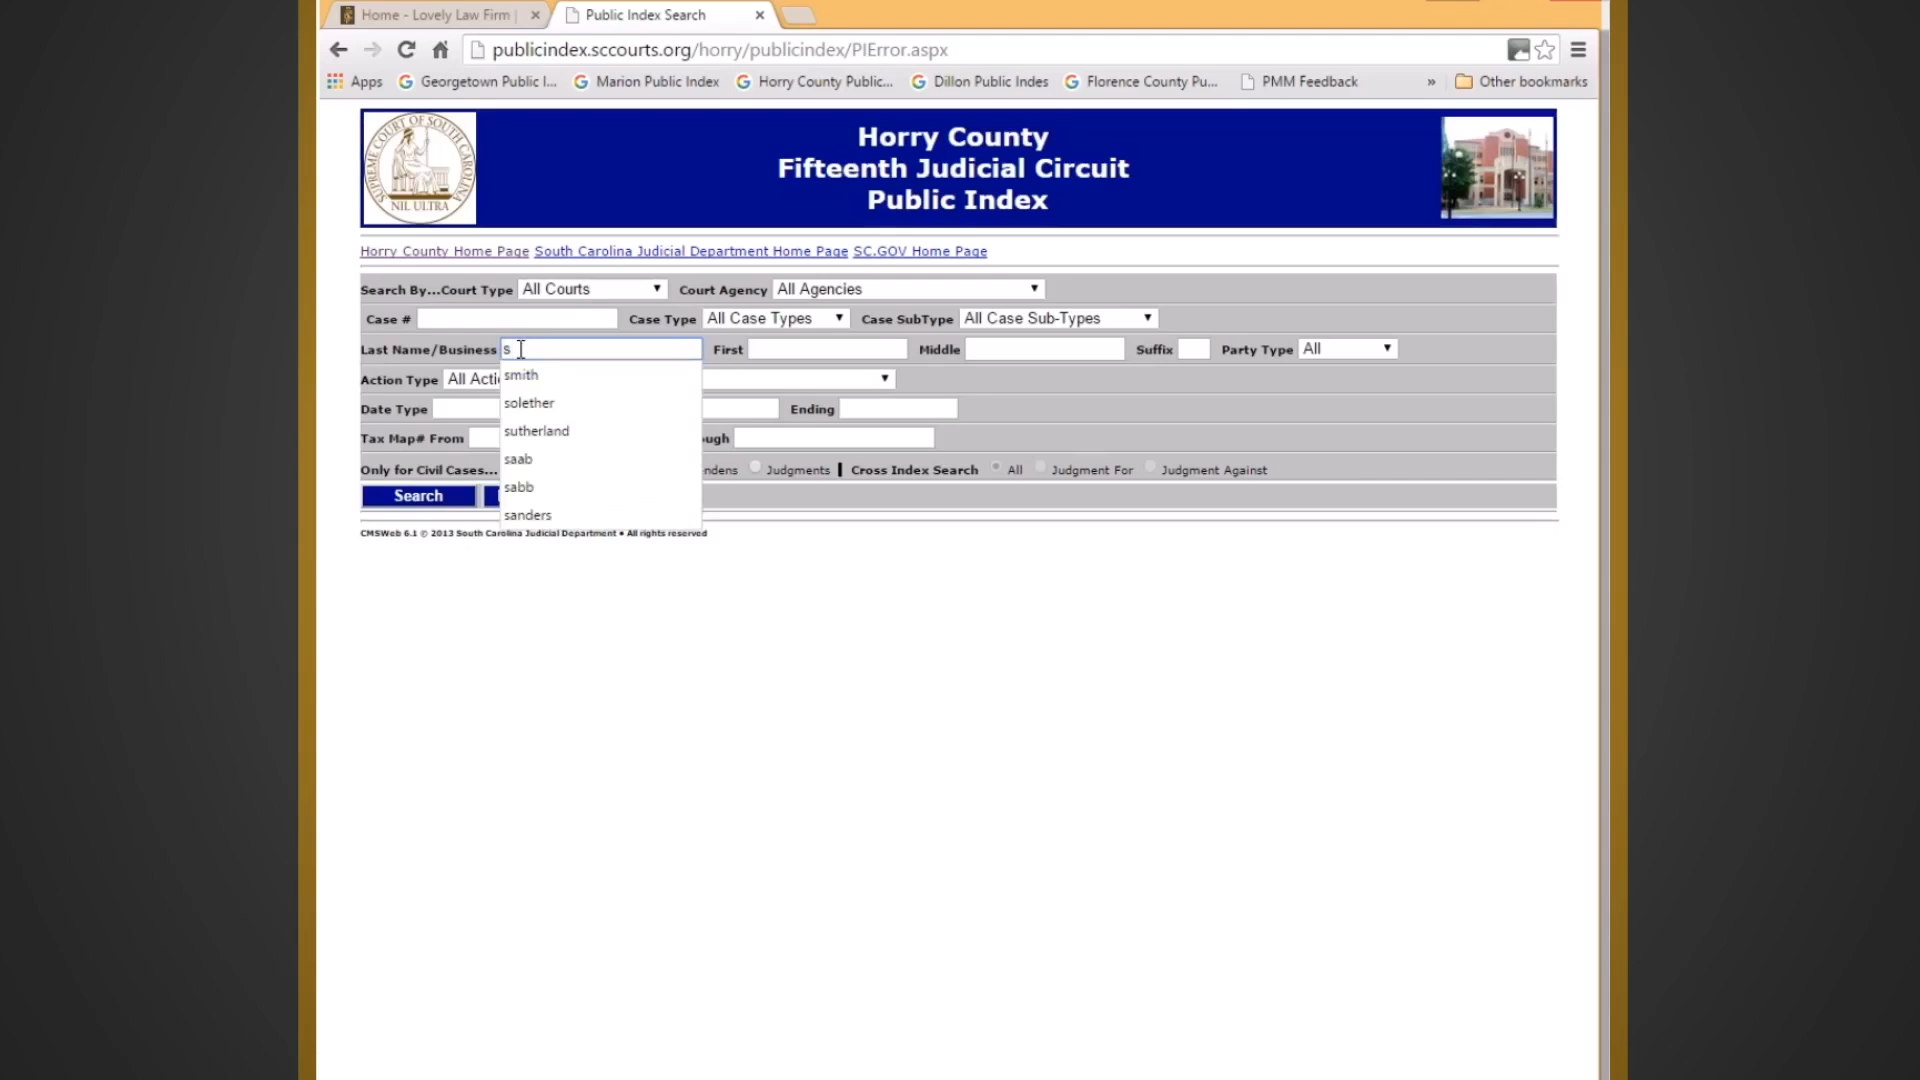 Home - Lovely Law Firm |
Public Index Search
publicindex.sccourts.org/horry/publicindex/PIError.aspx
Apps Georgetown Public I... Marion Public Index Horry County Public... Dillon Public Indes Florence County Pu... PMM Feedback » Other bookmarks
SUPREME COURT OF SOUTH CAROLINA
NIL ULTRA
Horry County
Fifteenth Judicial Circuit
Public Index
Horry County Home Page South Carolina Judicial Department Home Page SC.GOV Home Page
Search By...Court Type All Courts Court Agency All Agencies
Case # Case Type All Case Types Case SubType All Case Sub-Types
Last Name/Business s First Middle Suffix Party Type All
smith
Action Type All Acti
solether
Date Type Ending
sutherland
Tax Map# From ough
saab
Only for Civil Cases... ndens Judgments | Cross Index Search All Judgment For Judgment Against
sabb
Search
sanders
CMSWeb 6.1 © 2013 South Carolina Judicial Department • All rights reserved